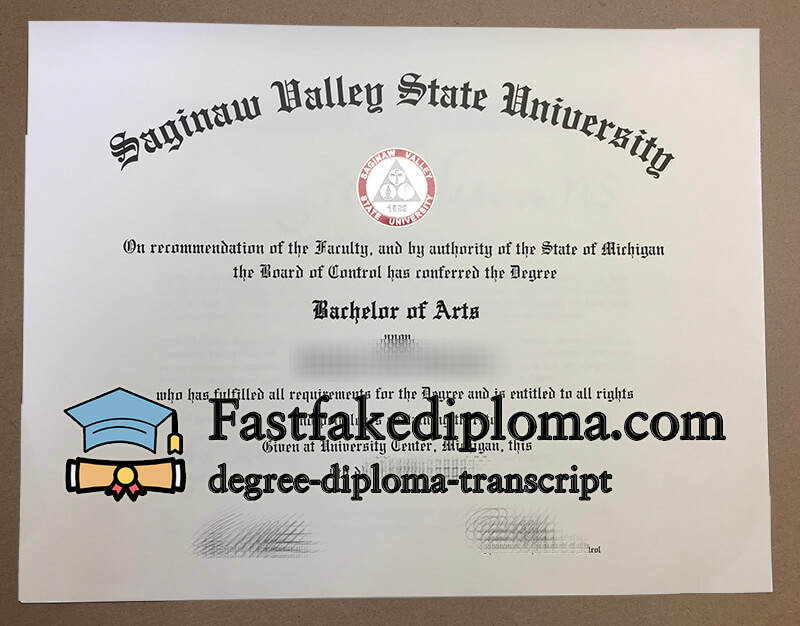 Saginaw Valley State University
SAGINAW VALLEY
STATE UNIVERSITY
On recommendation of the Faculty, and by authority of the State of Michigan
the Board of Control has conferred the Degree
Bachelor of Arts
upon
who has fulfilled all requirements for the Degree and is entitled to all rights
Fastfakediploma.com
Given at University Center, Michigan, this
degree-diploma-transcript